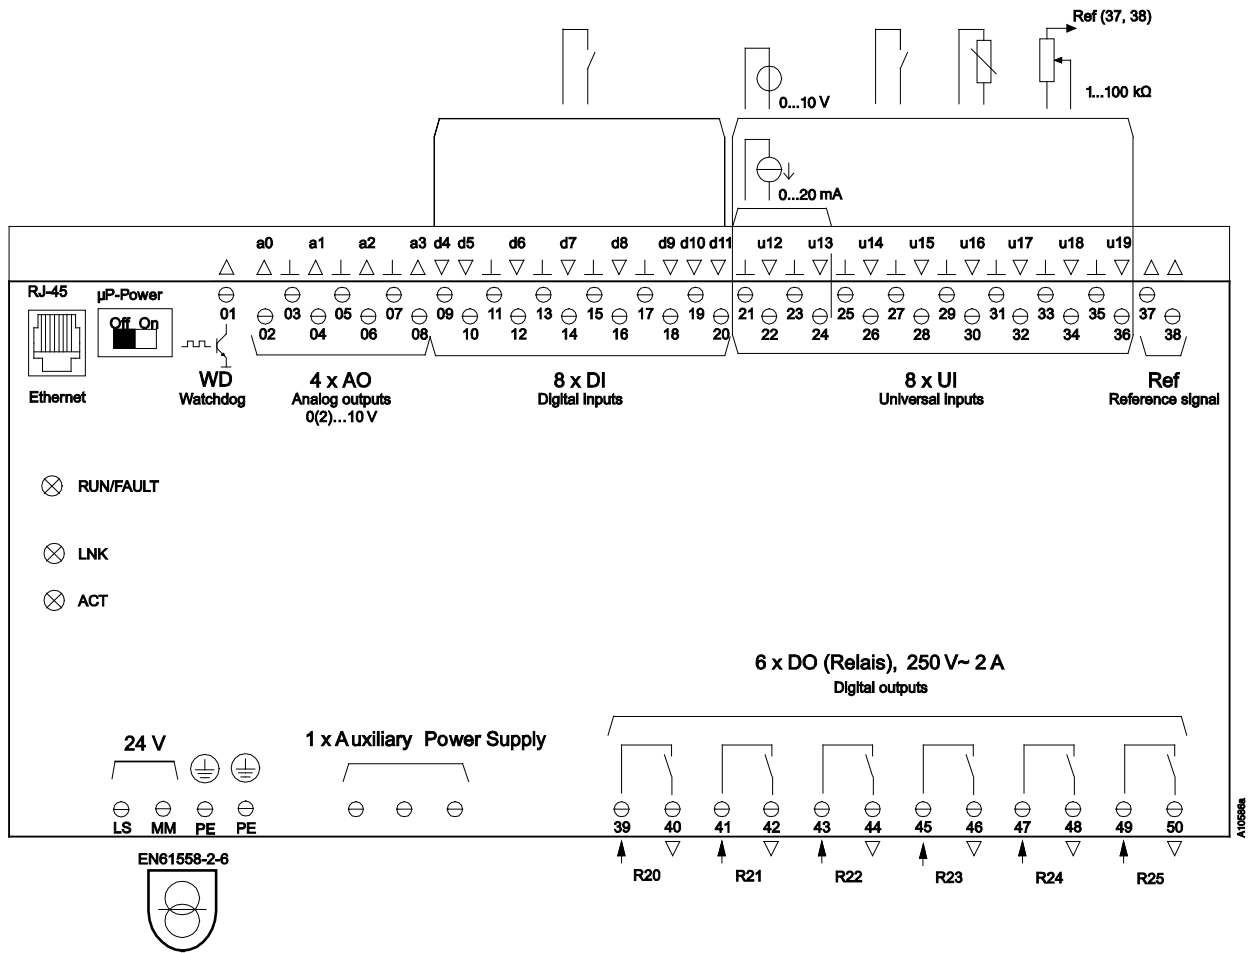 Ref (37, 38)
0...10 V
1...100 kΩ
0...20 mA
a0 a1 a2 a3 d4 d5 d6 d7 d8 d9 d10 d11 u12 u13 u14 u15 u16 u17 u18 u19
RJ-45
µP-Power
Off On
01 03 05 07 09 11 13 15 17 19 21 23 25 27 29 31 33 35 37
02 04 06 08 10 12 14 16 18 20 22 24 26 28 30 32 34 36 38
Ethernet
WD
Watchdog
4 x AO
Analog outputs
0(2)...10 V
8 x DI
Digital inputs
8 x UI
Universal inputs
Ref
Reference signal
RUN/FAULT
LNK
ACT
6 x DO (Relais), 250 V~ 2 A
Digital outputs
24 V
1 x Auxiliary Power Supply
LS MM PE PE
39 40 41 42 43 44 45 46 47 48 49 50
R20 R21 R22 R23 R24 R25
EN61558-2-6
A10586a